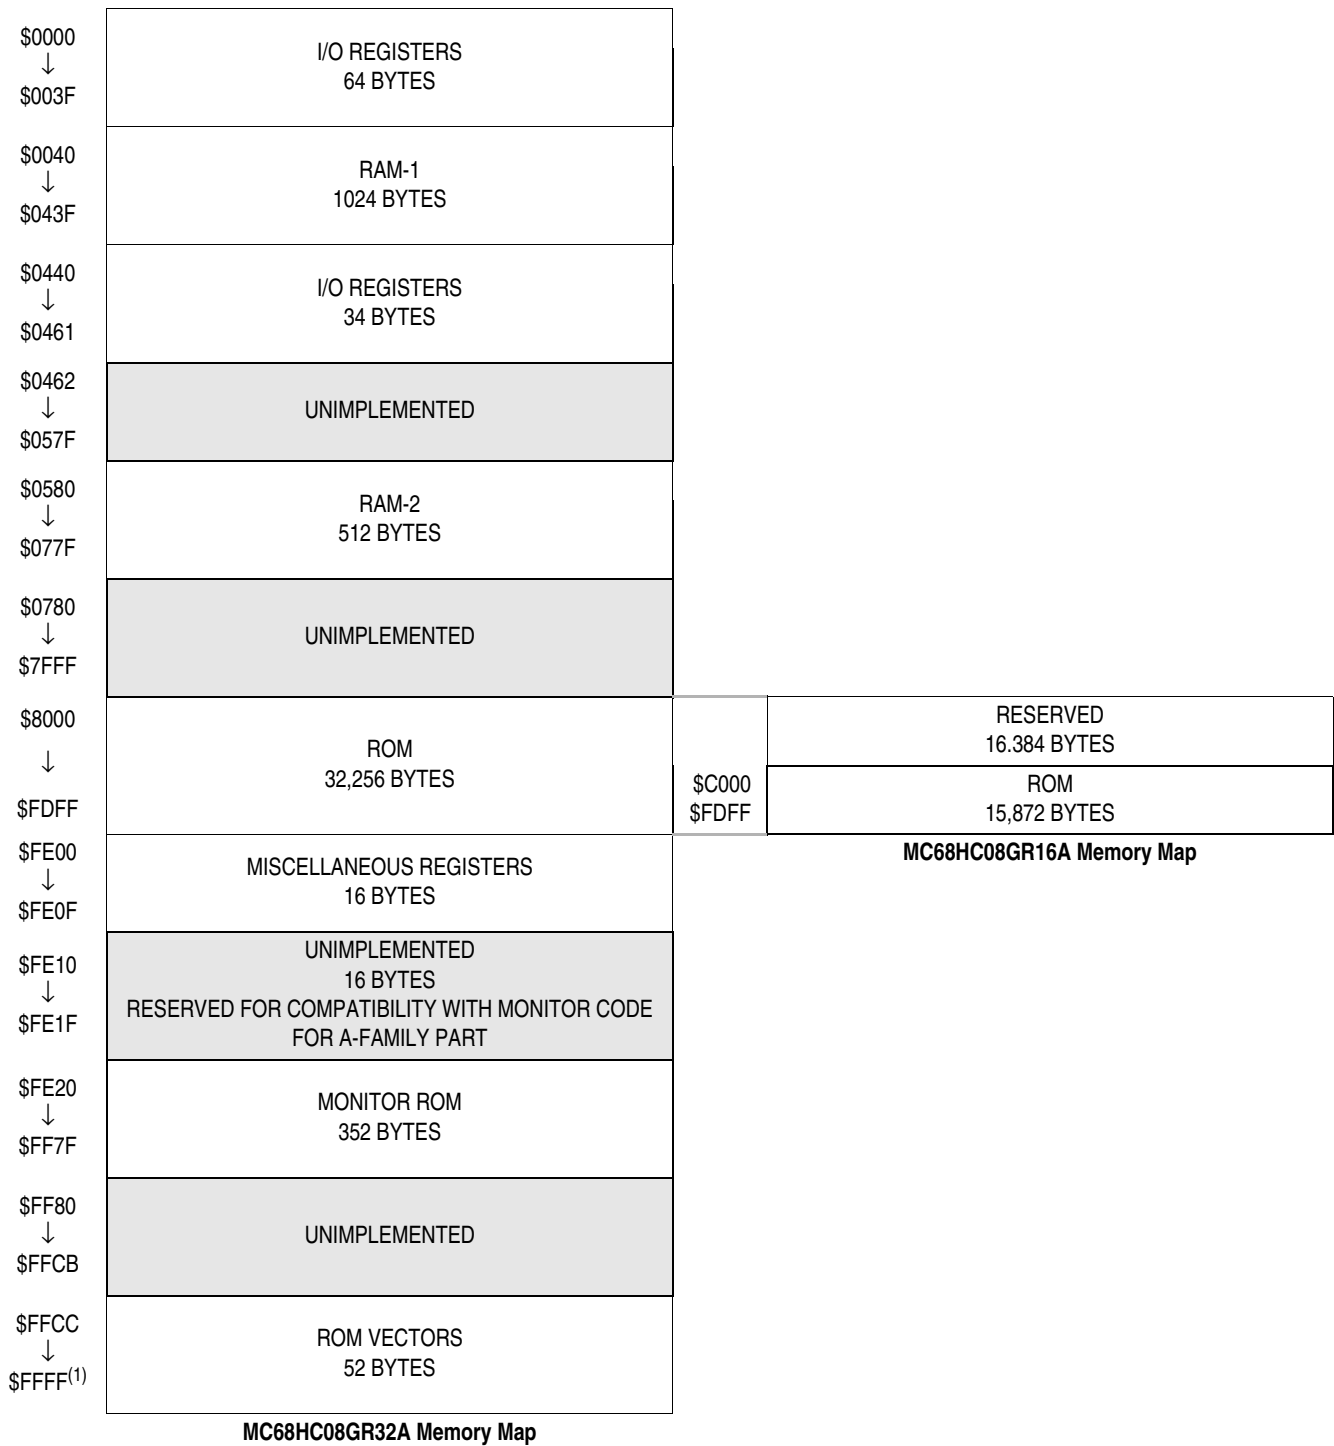 $0000
↓
$003F
I/O REGISTERS
64 BYTES
$0040
↓
$043F
RAM-1
1024 BYTES
$0440
↓
$0461
I/O REGISTERS
34 BYTES
$0462
↓
$057F
UNIMPLEMENTED
$0580
↓
$077F
RAM-2
512 BYTES
$0780
↓
$7FFF
UNIMPLEMENTED
$8000
↓
$FDFF
ROM
32,256 BYTES
RESERVED
16.384 BYTES
$C000
$FDFF
ROM
15,872 BYTES
MC68HC08GR16A Memory Map
$FE00
↓
$FE0F
MISCELLANEOUS REGISTERS
16 BYTES
$FE10
↓
$FE1F
UNIMPLEMENTED
16 BYTES
RESERVED FOR COMPATIBILITY WITH MONITOR CODE
FOR A-FAMILY PART
$FE20
↓
$FF7F
MONITOR ROM
352 BYTES
$FF80
↓
$FFCB
UNIMPLEMENTED
$FFCC
↓
$FFFF(1)
ROM VECTORS
52 BYTES
MC68HC08GR32A Memory Map